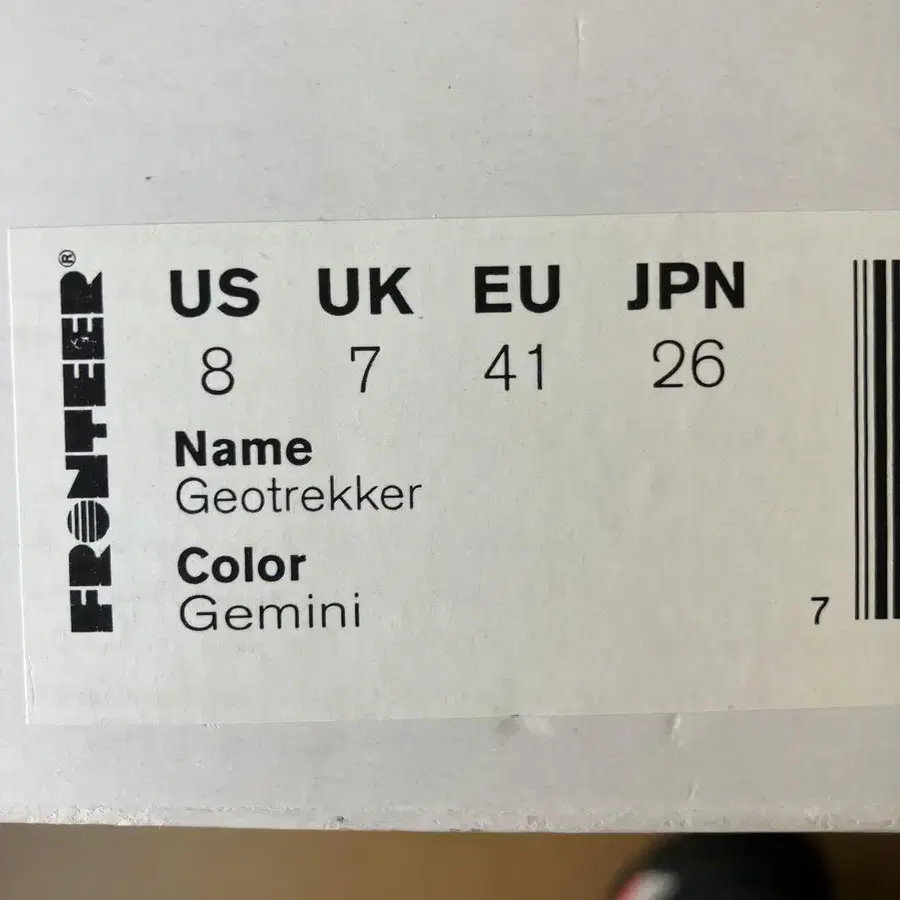 FRONTEER®
US UK EU JPN
8 7 41 26
Name
Geotrekker
Color
Gemini
7